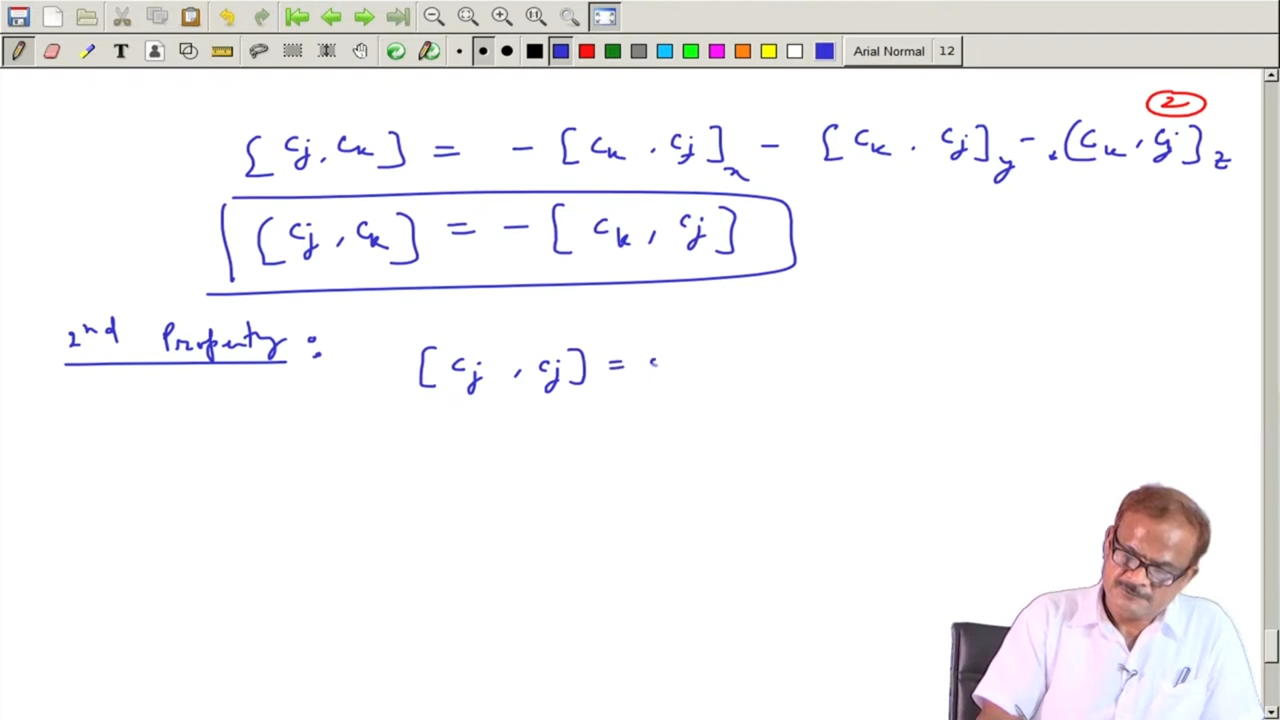 Arial Normal 12
2
[cj, ck] = - [ck . cj]x - [ck . cj]y - [ck, cj]z
[cj, ck] = - [ck, cj]
2nd Property :
[cj, cj] =